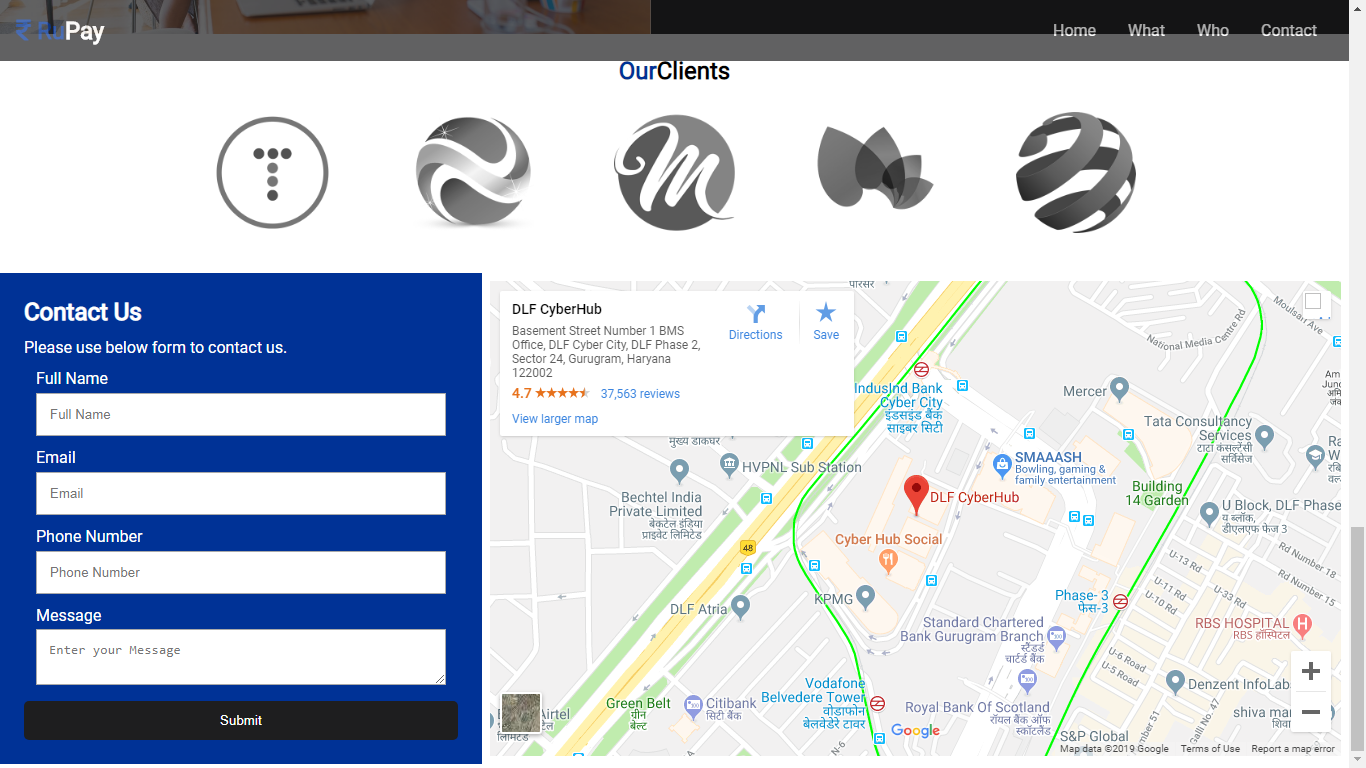 ₹ RuPay
Home
What
Who
Contact
OurClients
T
M
Contact Us
Please use below form to contact us.
Full Name
Full Name
Email
Email
Phone Number
Phone Number
Message
Enter your Message
Submit
DLF CyberHub
Basement Street Number 1 BMS
Office, DLF Cyber City, DLF Phase 2,
Sector 24, Gurugram, Haryana
122002
4.7
37,563 reviews
View larger map
Directions
Save
पारसर
National Media Centre Rd
Moulsari Ave
IndusInd Bank
Cyber City
इंडसइंड बैंक
साइबर सिटी
Mercer
Tata Consultancy
Services
टाटा कंसल्टेंसी
सर्विसेज
मुख्य डाकघर
HVPNL Sub Station
SMAAASH
Bowling, gaming &
family entertainment
Bechtel India
Private Limited
बेकटेल इंडिया
प्राइवेट लिमिटेड
DLF CyberHub
Building
14 Garden
U Block, DLF Phase
य ब्लॉक,
डीएलएफ फेज 3
Cyber Hub Social
48
U-13 Rd
Rd Number 18
U-11 Rd
U-33 Rd
Rd Number 15
U-10 Rd
DLF Atria
KPMG
Phase- 3
फेस-3
Standard Chartered
Bank Gurugram Branch
स्टैंडर्ड
चार्टर्ड बैंक
RBS HOSPITAL
RBS हॉस्पिटल
U-6 Road
U-5 Road
Vodafone
Belvedere Tower
वोडाफोन
बेलवेडेरे टावर
Denzent InfoLab
Green Belt
ग्रीन
बेल्ट
Citibank
सिटी बैंक
Airtel
लिमिटेड
Royal Bank Of Scotland
रॉयल बैंक ऑफ
स्कॉटलैंड
shiva man
Gali No. 47
N-6
S&P Global
Google
Map data ©2019 Google
Terms of Use
Report a map error